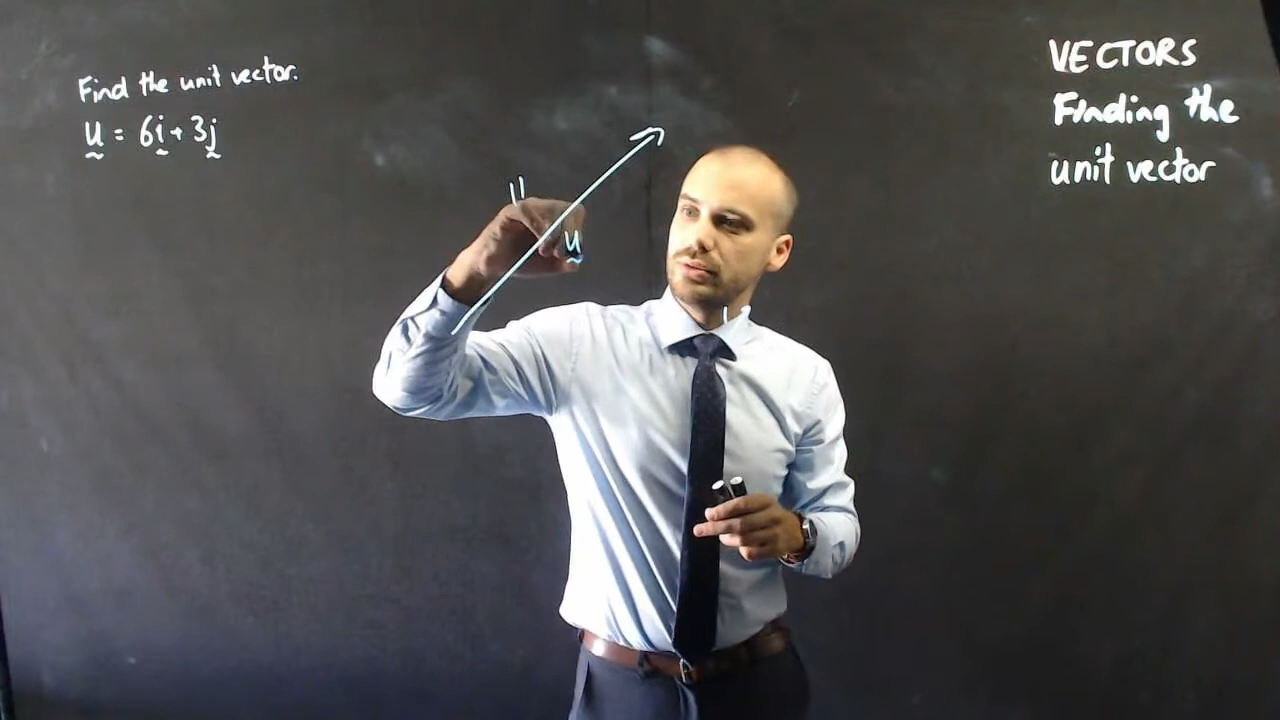 Find the unit vector.
u = 6i + 3j
u
VECTORS
Finding the
unit vector